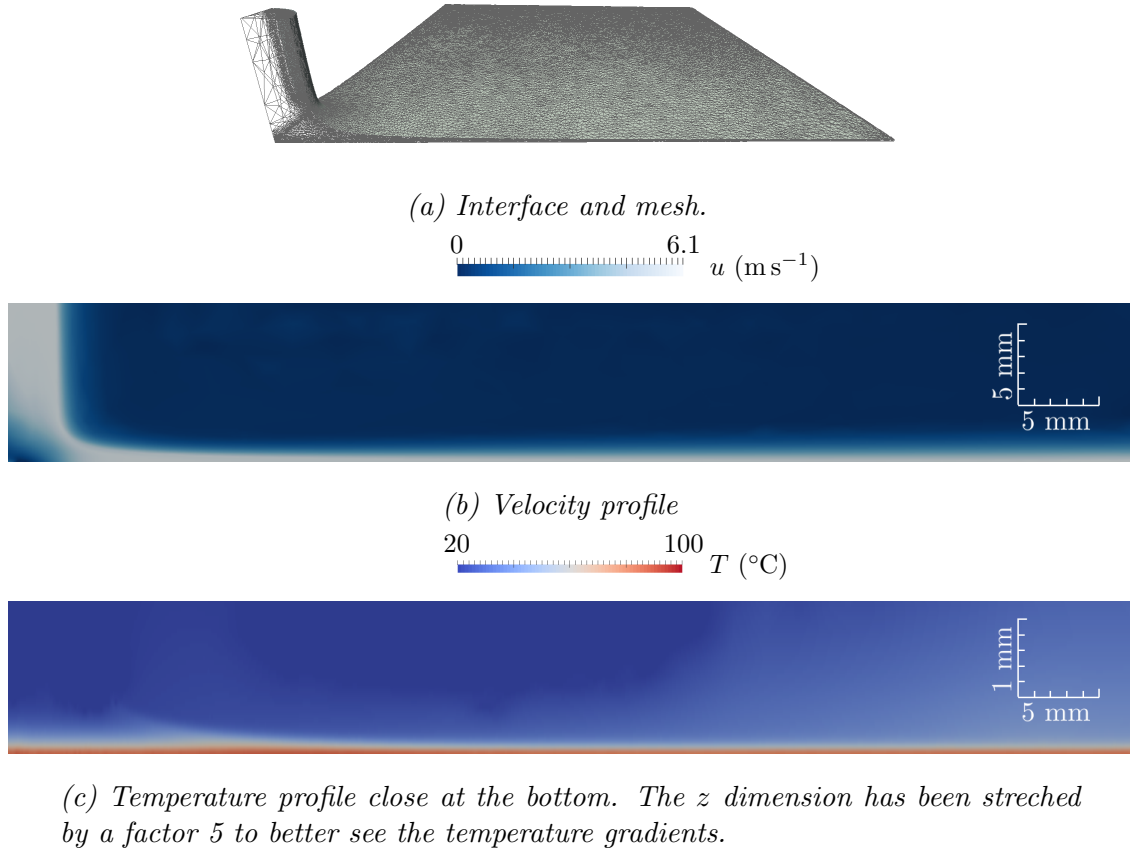 (a) Interface and mesh.
0 6.1
u (m s⁻¹)
5 mm
5 mm
(b) Velocity profile
20 100
T (°C)
1 mm
5 mm
(c) Temperature profile close at the bottom. The z dimension has been streched
by a factor 5 to better see the temperature gradients.